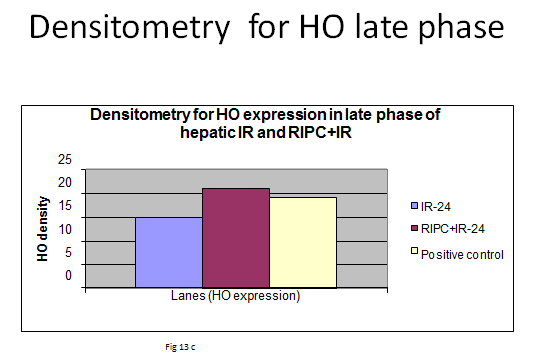 Densitometry for HO late phase
Densitometry for HO expression in late phase of
hepatic IR and RIPC+IR
25
20
15
10
5
0
HO density
Lanes (HO expression)
IR-24
RIPC+IR-24
Positive control
Fig 13 c